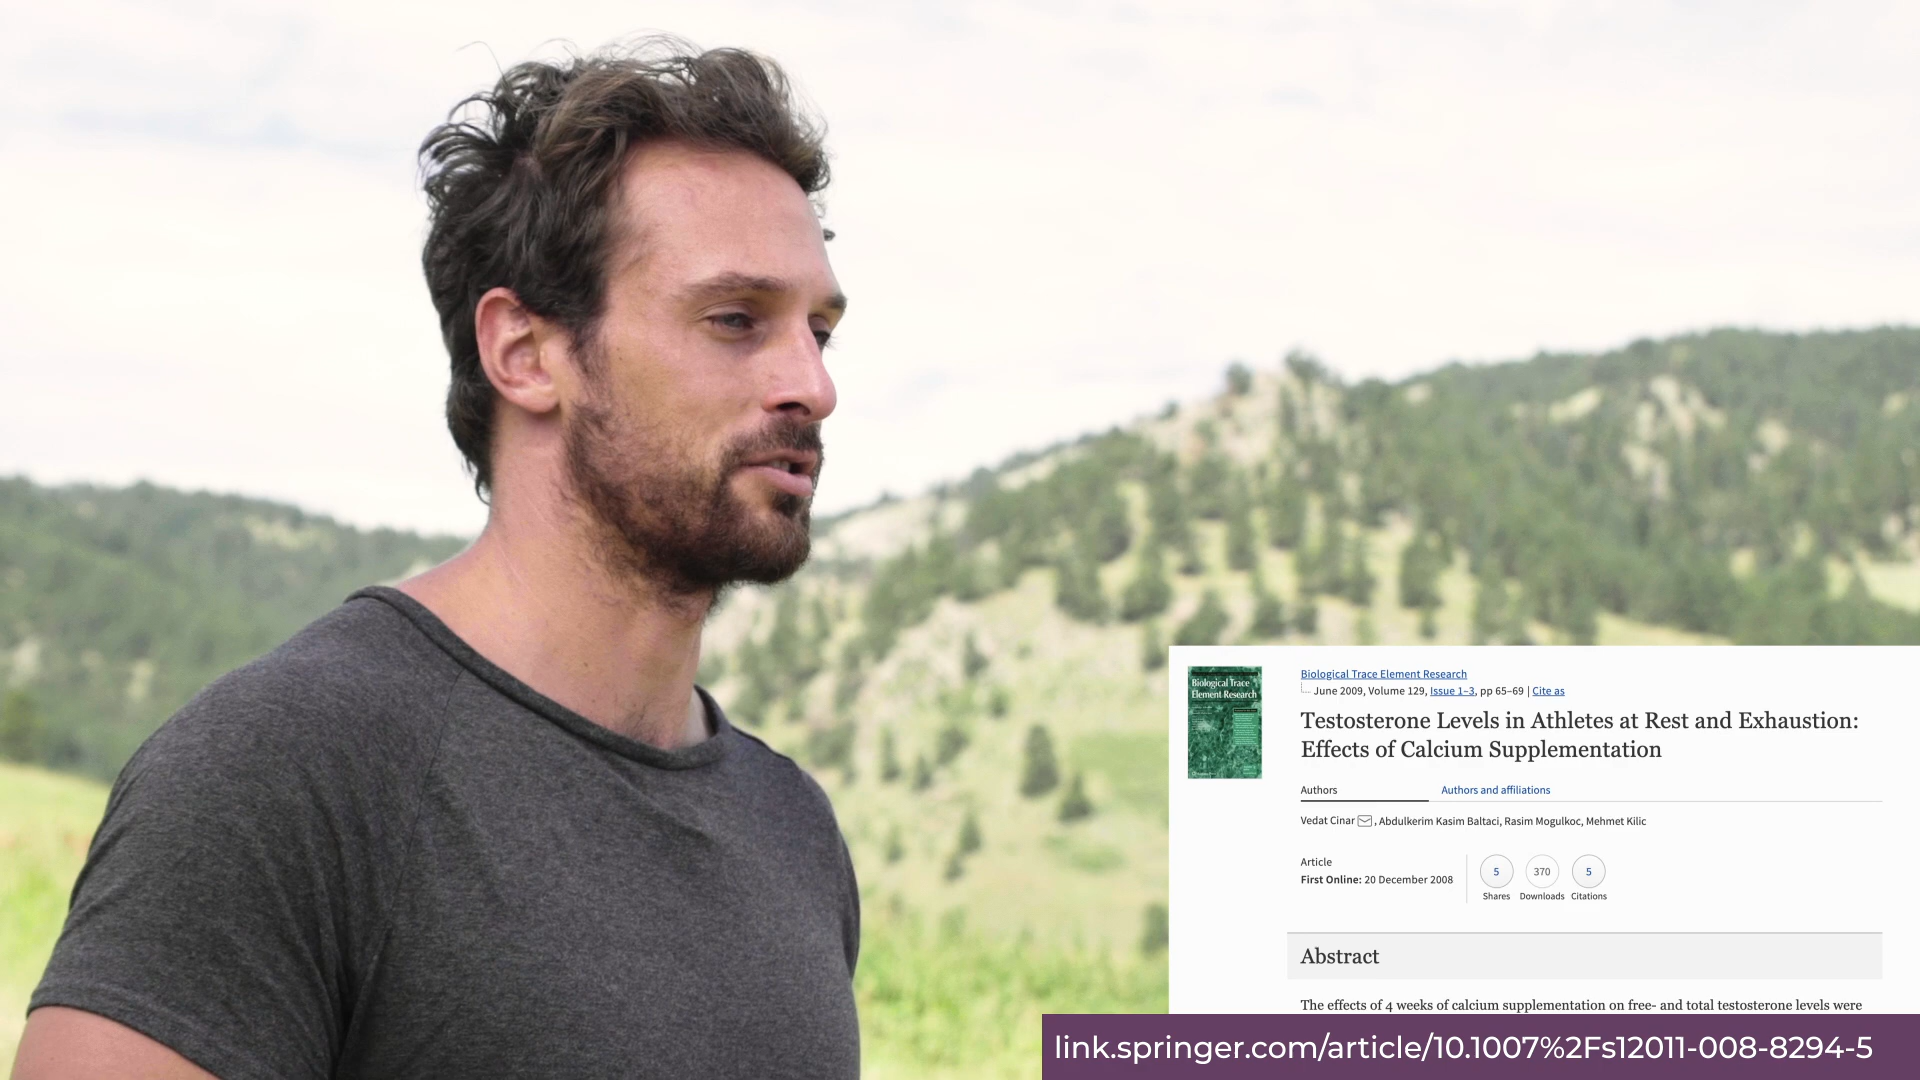 Biological Trace
Element Research
Biological Trace Element Research
June 2009, Volume 129, Issue 1–3, pp 65–69 | Cite as
Testosterone Levels in Athletes at Rest and Exhaustion:
Effects of Calcium Supplementation
Authors
Authors and affiliations
Vedat Cinar , Abdulkerim Kasim Baltaci, Rasim Mogulkoc, Mehmet Kilic
Article
First Online: 20 December 2008
5
370
5
Shares
Downloads
Citations
Abstract
The effects of 4 weeks of calcium supplementation on free- and total testosterone levels were
link.springer.com/article/10.1007%2Fs12011-008-8294-5